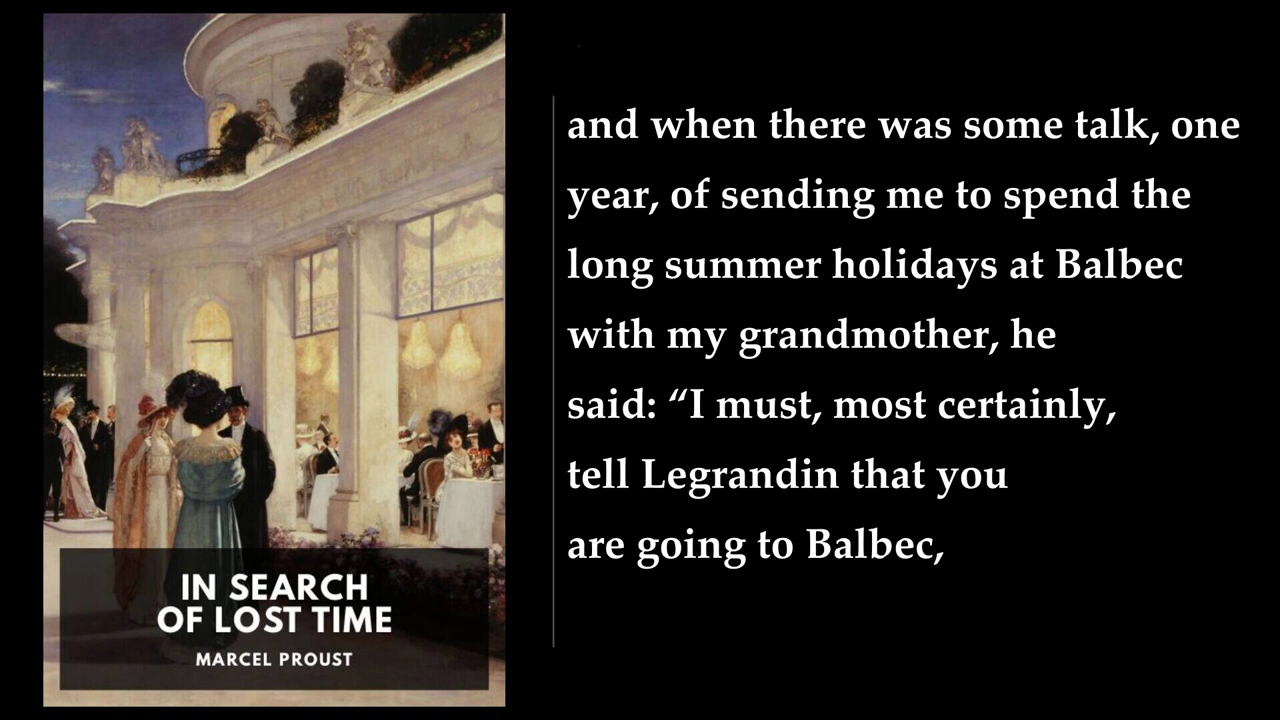 IN SEARCH
OF LOST TIME
MARCEL PROUST
and when there was some talk, one
year, of sending me to spend the
long summer holidays at Balbec
with my grandmother, he
said: “I must, most certainly,
tell Legrandin that you
are going to Balbec,